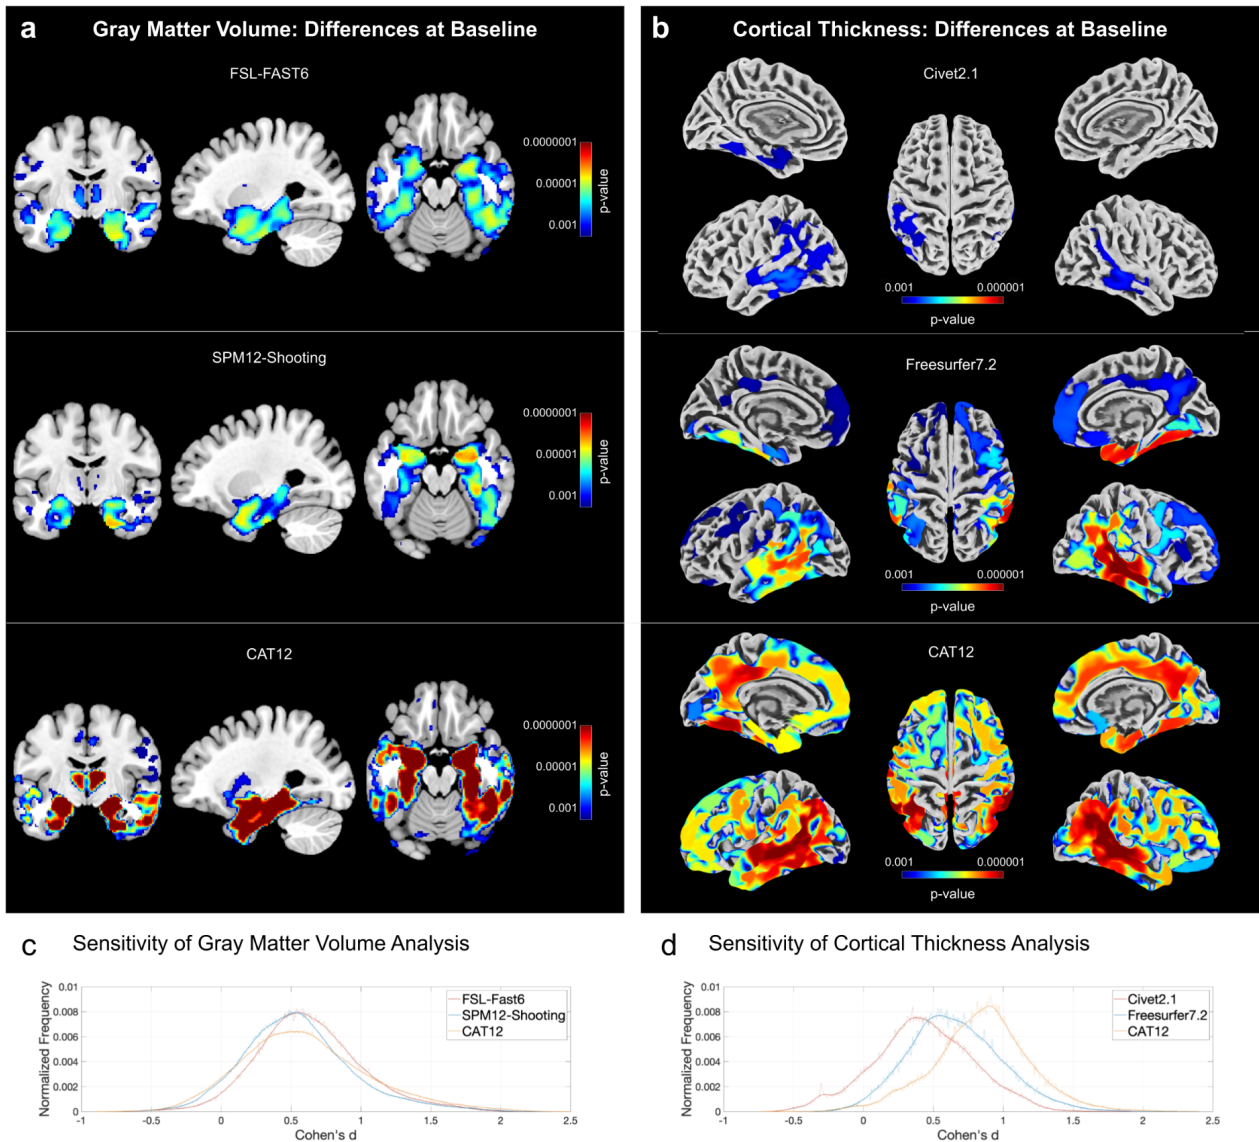 a Gray Matter Volume: Differences at Baseline
FSL-FAST6
0.0000001
0.00001
0.001
p-value
SPM12-Shooting
0.0000001
0.00001
0.001
p-value
CAT12
0.0000001
0.00001
0.001
p-value
b Cortical Thickness: Differences at Baseline
Civet2.1
0.001 0.000001
p-value
Freesurfer7.2
0.001 0.000001
p-value
CAT12
0.001 0.000001
p-value
c Sensitivity of Gray Matter Volume Analysis
Normalized Frequency
0.01
0.008
0.006
0.004
0.002
0
-1 -0.5 0 0.5 1 1.5 2 2.5
Cohen's d
FSL-Fast6
SPM12-Shooting
CAT12
d Sensitivity of Cortical Thickness Analysis
Normalized Frequency
0.01
0.008
0.006
0.004
0.002
0
-1 -0.5 0 0.5 1 1.5 2 2.5
Cohen's d
Civet2.1
Freesurfer7.2
CAT12